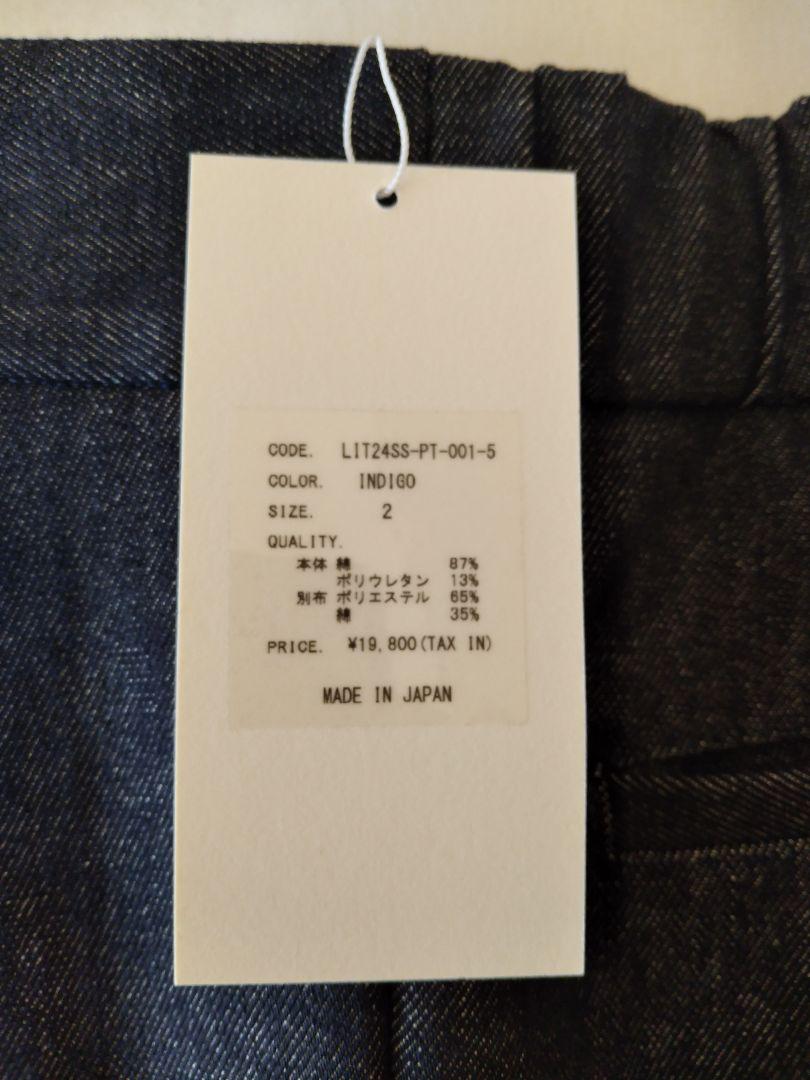 CODE. LIT24SS-PT-001-5
COLOR. INDIGO
SIZE. 2
QUALITY.
本体 綿 87%
ポリウレタン 13%
別布 ポリエステル 65%
綿 35%
PRICE. ¥19,800(TAX IN)
MADE IN JAPAN